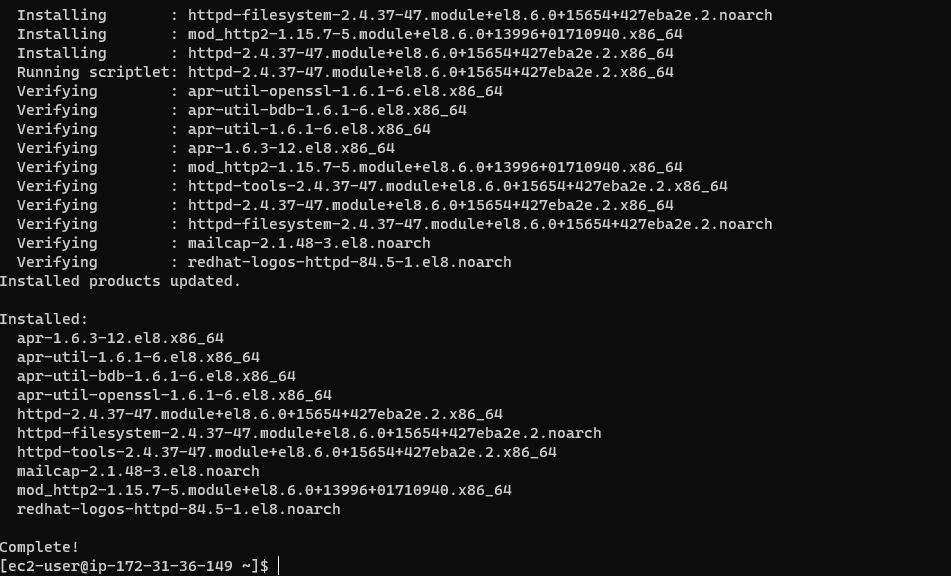 Installing       : httpd-filesystem-2.4.37-47.module+el8.6.0+15654+427eba2e.2.noarch
Installing       : mod_http2-1.15.7-5.module+el8.6.0+13996+01710940.x86_64
Installing       : httpd-2.4.37-47.module+el8.6.0+15654+427eba2e.2.x86_64
Running scriptlet: httpd-2.4.37-47.module+el8.6.0+15654+427eba2e.2.x86_64
Verifying        : apr-util-openssl-1.6.1-6.el8.x86_64
Verifying        : apr-util-bdb-1.6.1-6.el8.x86_64
Verifying        : apr-util-1.6.1-6.el8.x86_64
Verifying        : apr-1.6.3-12.el8.x86_64
Verifying        : mod_http2-1.15.7-5.module+el8.6.0+13996+01710940.x86_64
Verifying        : httpd-tools-2.4.37-47.module+el8.6.0+15654+427eba2e.2.x86_64
Verifying        : httpd-2.4.37-47.module+el8.6.0+15654+427eba2e.2.x86_64
Verifying        : httpd-filesystem-2.4.37-47.module+el8.6.0+15654+427eba2e.2.noarch
Verifying        : mailcap-2.1.48-3.el8.noarch
Verifying        : redhat-logos-httpd-84.5-1.el8.noarch
Installed products updated.

Installed:
  apr-1.6.3-12.el8.x86_64
  apr-util-1.6.1-6.el8.x86_64
  apr-util-bdb-1.6.1-6.el8.x86_64
  apr-util-openssl-1.6.1-6.el8.x86_64
  httpd-2.4.37-47.module+el8.6.0+15654+427eba2e.2.x86_64
  httpd-filesystem-2.4.37-47.module+el8.6.0+15654+427eba2e.2.noarch
  httpd-tools-2.4.37-47.module+el8.6.0+15654+427eba2e.2.x86_64
  mailcap-2.1.48-3.el8.noarch
  mod_http2-1.15.7-5.module+el8.6.0+13996+01710940.x86_64
  redhat-logos-httpd-84.5-1.el8.noarch

Complete!
[ec2-user@ip-172-31-36-149 ~]$